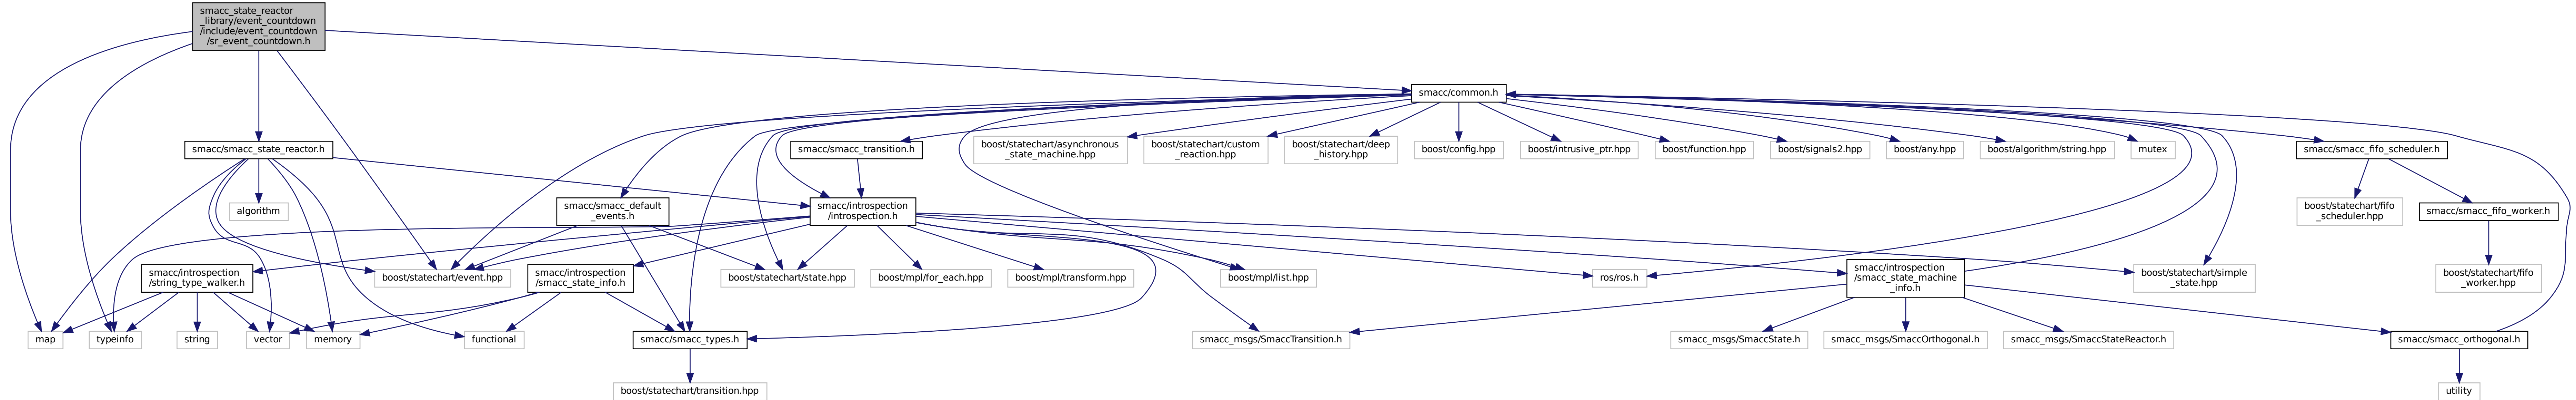 smacc_state_reactor
_library/event_countdown
/include/event_countdown
/sr_event_countdown.h
smacc/common.h
smacc/smacc_state_reactor.h
smacc/smacc_transition.h
boost/statechart/asynchronous
_state_machine.hpp
boost/statechart/custom
_reaction.hpp
boost/statechart/deep
_history.hpp
boost/config.hpp
boost/intrusive_ptr.hpp
boost/function.hpp
boost/signals2.hpp
boost/any.hpp
boost/algorithm/string.hpp
mutex
smacc/smacc_fifo_scheduler.h
algorithm
smacc/smacc_default
_events.h
smacc/introspection
/introspection.h
boost/statechart/fifo
_scheduler.hpp
smacc/smacc_fifo_worker.h
smacc/introspection
/string_type_walker.h
boost/statechart/event.hpp
smacc/introspection
/smacc_state_info.h
boost/statechart/state.hpp
boost/mpl/for_each.hpp
boost/mpl/transform.hpp
boost/mpl/list.hpp
ros/ros.h
smacc/introspection
/smacc_state_machine
_info.h
boost/statechart/simple
_state.hpp
boost/statechart/fifo
_worker.hpp
map
typeinfo
string
vector
memory
functional
smacc/smacc_types.h
smacc_msgs/SmaccTransition.h
smacc_msgs/SmaccState.h
smacc_msgs/SmaccOrthogonal.h
smacc_msgs/SmaccStateReactor.h
smacc/smacc_orthogonal.h
boost/statechart/transition.hpp
utility